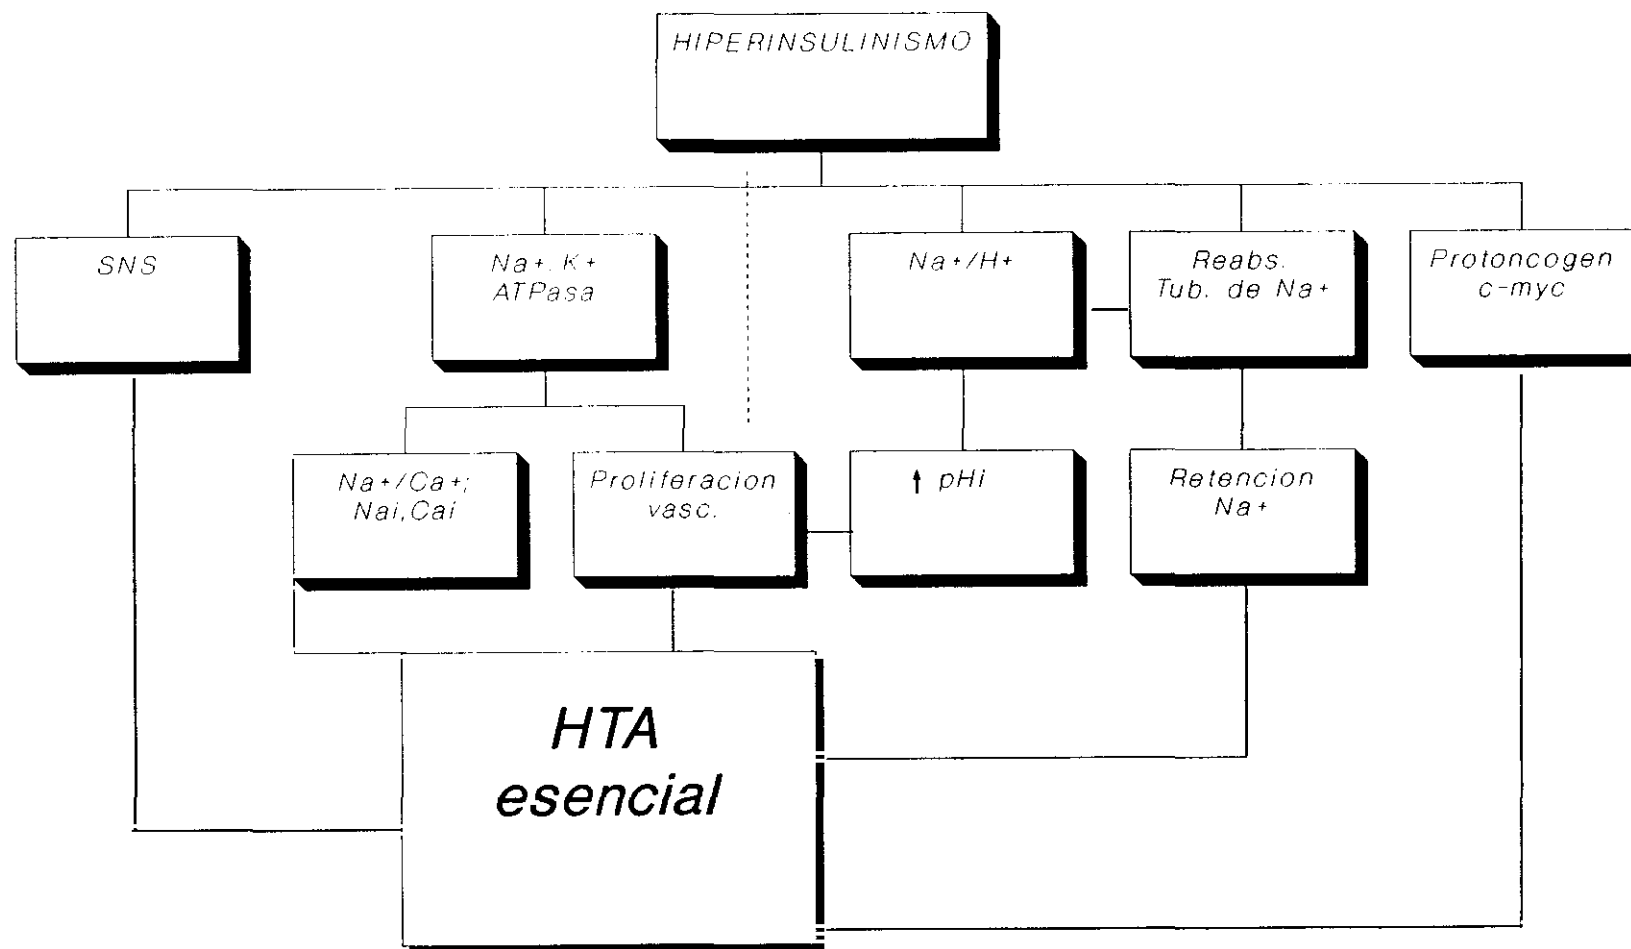 HIPERINSULINISMO
SNS
Na+.K+
ATPasa
Na+/H+
Reabs.
Tub. de Na+
Protoncogen
c-myc
Na+/Ca+;
Nai,Cai
Proliferacion
vasc.
↑ pHi
Retencion
Na+
HTA
esencial